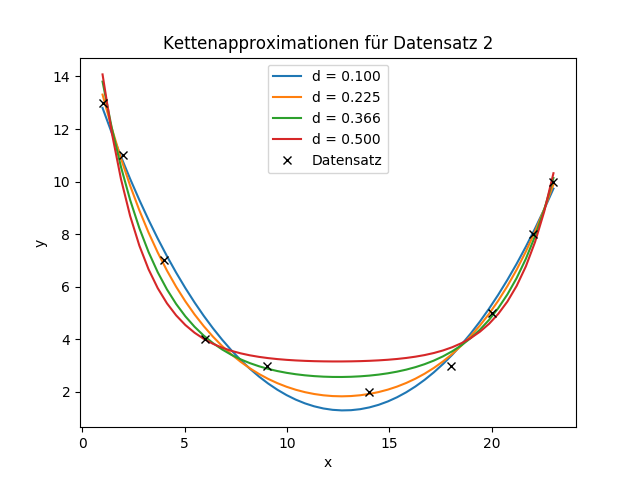 Kettenapproximationen für Datensatz 2
d = 0.100
d = 0.225
d = 0.366
d = 0.500
Datensatz
14
12
10
8
6
4
2
y
0
5
10
15
20
x